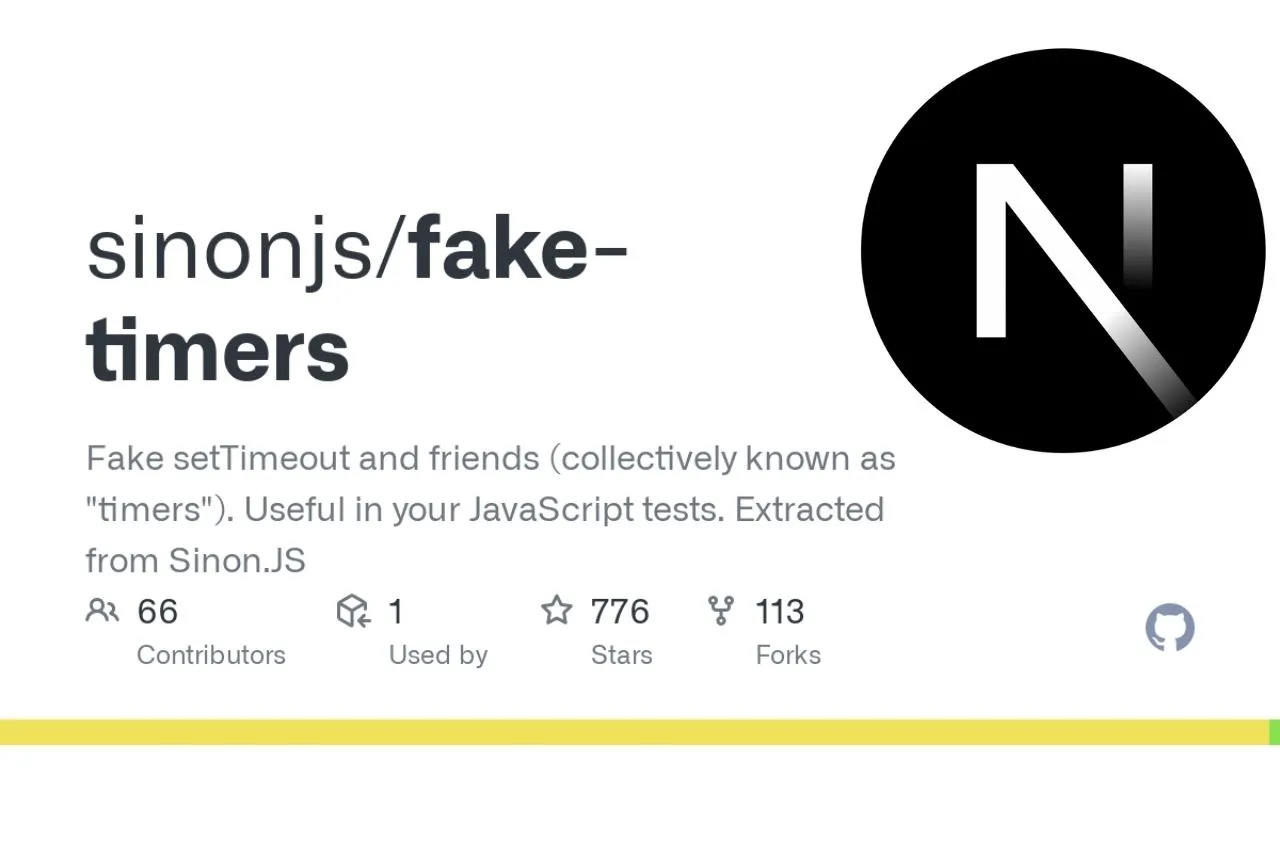 sinonjs/fake-
timers
Fake setTimeout and friends (collectively known as
"timers"). Useful in your JavaScript tests. Extracted
from Sinon.JS
66 1 776 113
Contributors Used by Stars Forks
N